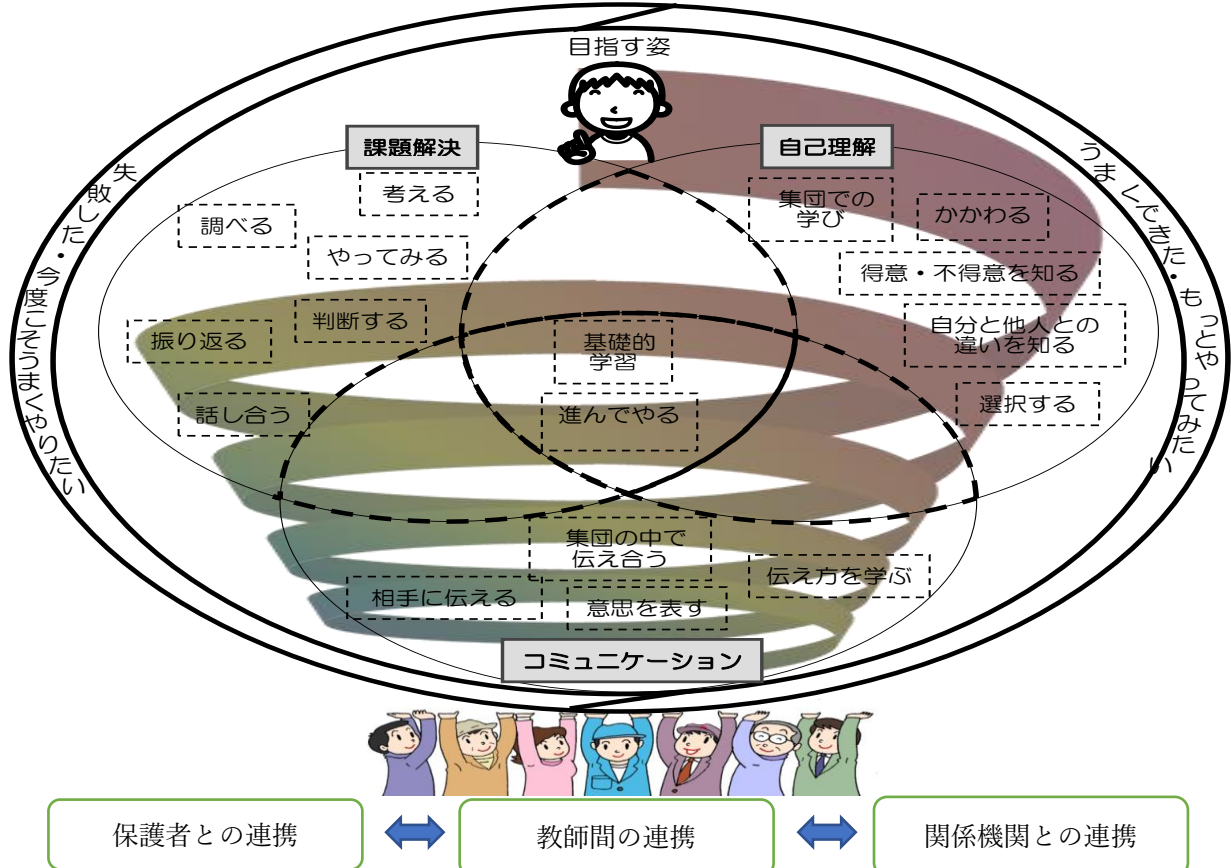 目指す姿
課題解決
自己理解
考える
調べる
やってみる
判断する
振り返る
話し合う
集団での
学び
かかわる
得意・不得意を知る
自分と他人との
違いを知る
選択する
基礎的
学習
進んでやる
集団の中で
伝え合う
伝え方を学ぶ
相手に伝える
意思を表す
コミュニケーション
失敗した・今度こそうまくやりたい
うまくできた・もっとやってみたい
保護者との連携
教師間の連携
関係機関との連携